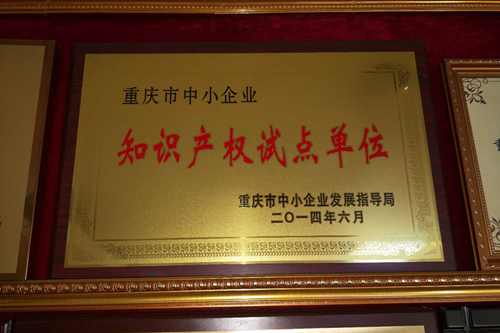 重庆市中小企业
知识产权试点单位
重庆市中小企业发展指导局
二〇一四年六月